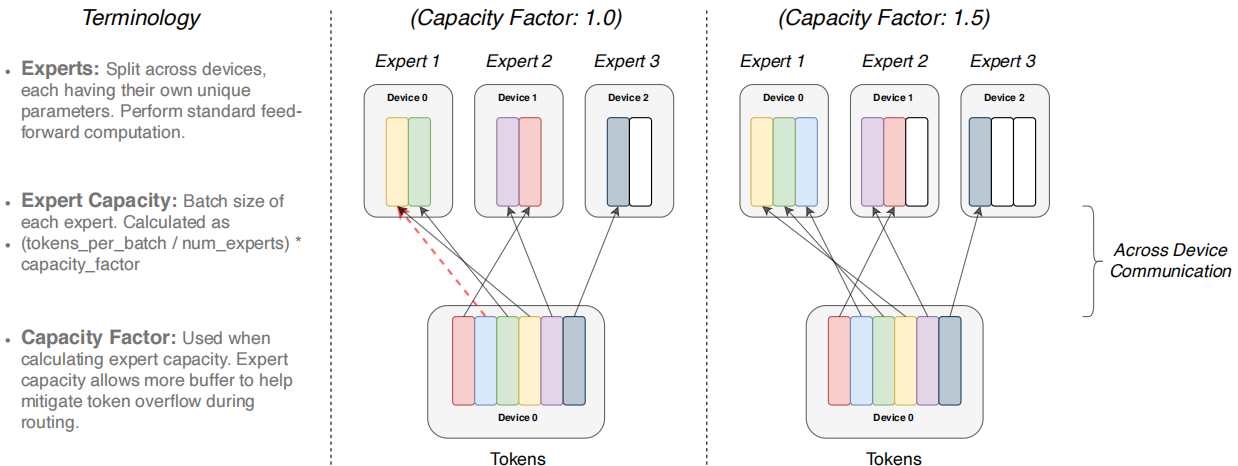 Terminology
• Experts: Split across devices,
each having their own unique
parameters. Perform standard feed-
forward computation.
• Expert Capacity: Batch size of
each expert. Calculated as
• (tokens_per_batch / num_experts) *
capacity_factor
• Capacity Factor: Used when
calculating expert capacity. Expert
capacity allows more buffer to help
mitigate token overflow during
routing.
(Capacity Factor: 1.0)
Expert 1 Expert 2 Expert 3
Device 0 Device 1 Device 2
Device 0
Tokens
(Capacity Factor: 1.5)
Expert 1 Expert 2 Expert 3
Device 0 Device 1 Device 2
Device 0
Tokens
Across Device
Communication